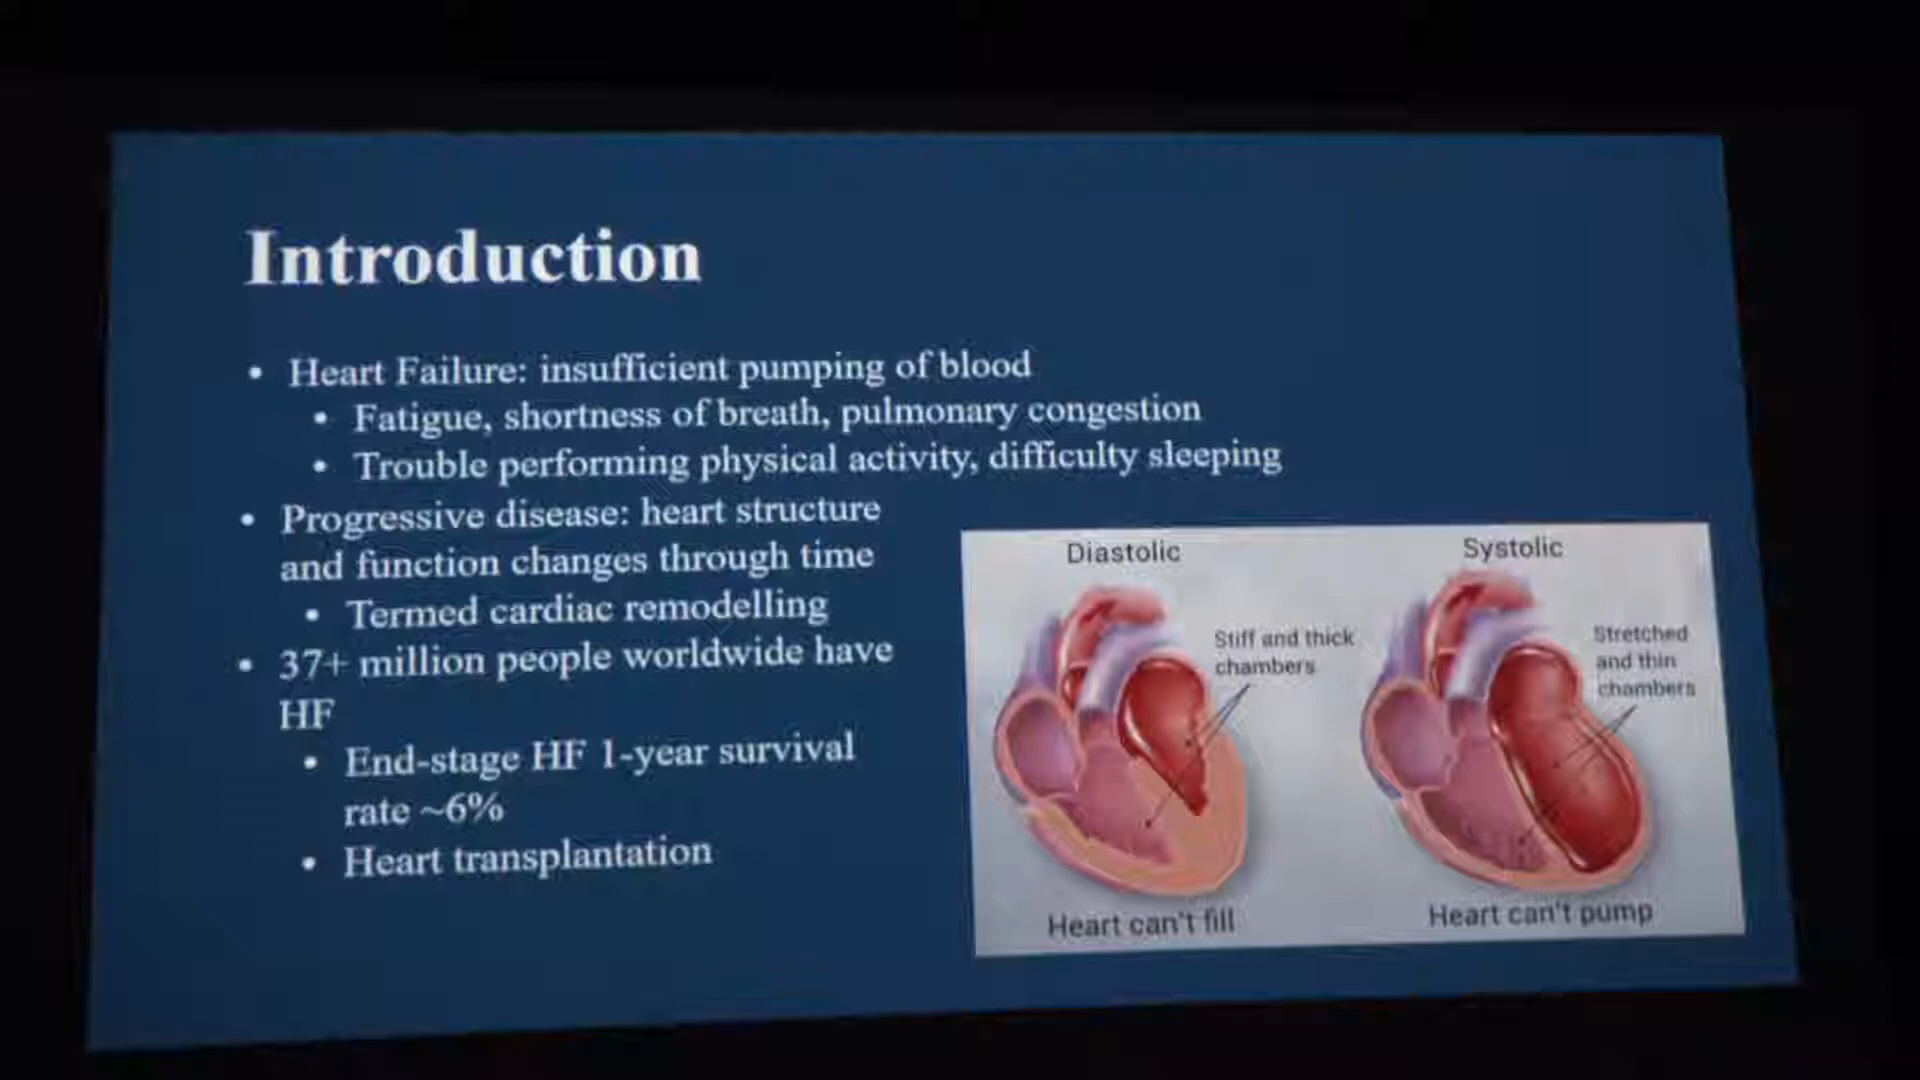 Introduction
• Heart Failure: insufficient pumping of blood
• Fatigue, shortness of breath, pulmonary congestion
• Trouble performing physical activity, difficulty sleeping
• Progressive disease: heart structure
and function changes through time
• Termed cardiac remodelling
• 37+ million people worldwide have
HF
• End-stage HF 1-year survival
rate ~6%
• Heart transplantation
Diastolic
Stiff and thick
chambers
Heart can't fill
Systolic
Stretched
and thin
chambers
Heart can't pump